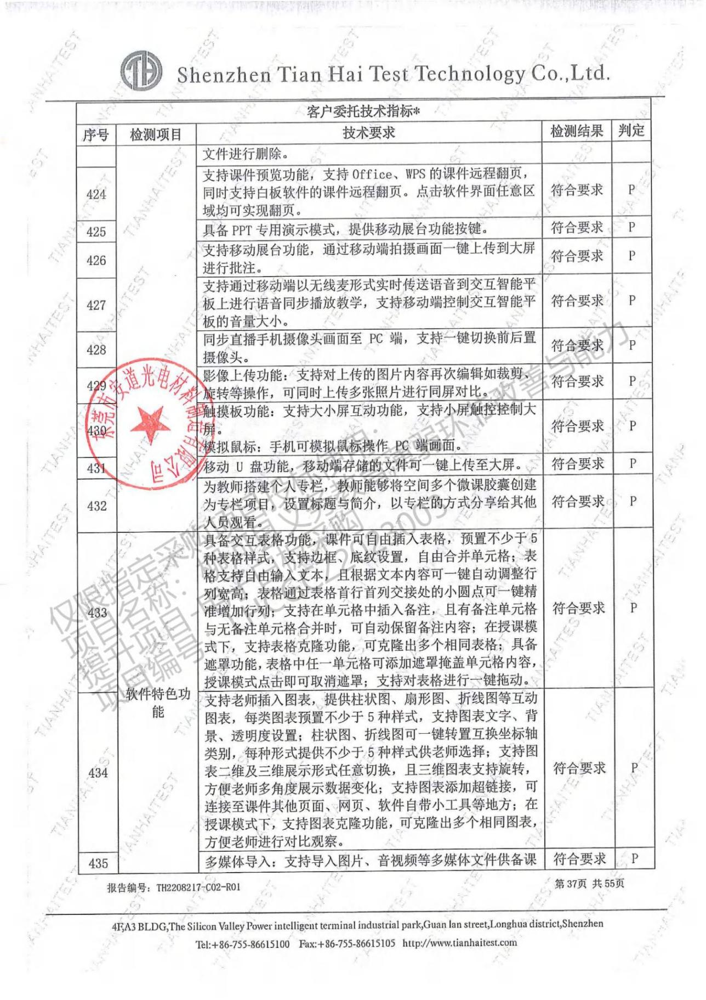 TH Shenzhen Tian Hai Test Technology Co.,Ltd.
客户委托技术指标*
序号 检测项目 技术要求 检测结果 判定
文件进行删除。
424 支持课件预览功能，支持Office、WPS的课件远程翻页，
同时支持白板软件的课件远程翻页。点击软件界面任意区
域均可实现翻页。 符合要求 P
425 具备PPT专用演示模式，提供移动展台功能按键。 符合要求 P
426 支持移动展台功能，通过移动端拍摄画面一键上传到大屏
进行批注。 符合要求 P
427 支持通过移动端以无线麦形式实时传送语音到交互智能平
板上进行语音同步播放教学，支持移动端控制交互智能平
板的音量大小。 符合要求 P
428 同步直播手机摄像头画面至 PC 端，支持一键切换前后置
摄像头。 符合要求 P
429 影像上传功能：支持对上传的图片内容再次编辑如裁剪、
旋转等操作，可同时上传多张照片进行同屏对比。 符合要求 P
430 触摸板功能：支持大小屏互动功能，支持小屏触控控制大
屏。
模拟鼠标：手机可模拟鼠标操作 PC 端画面。 符合要求 P
431 移动 U 盘功能，移动端存储的文件可一键上传至大屏。 符合要求 P
432 为教师搭建个人专栏，教师能够将空间多个微课胶囊创建
为专栏项目，设置标题与简介，以专栏的方式分享给其他
人员观看。 符合要求 P
软件特色功
能
433 具备交互表格功能，课件可自由插入表格，预置不少于5
种表格样式，支持边框、底纹设置，自由合并单元格；表
格支持自由输入文本，且根据文本内容可一键自动调整行
列宽高；表格通过表格首行首列交接处的小圆点可一键精
准增加行列；支持在单元格中插入备注，且有备注单元格
与无备注单元格合并时，可自动保留备注内容；在授课模
式下，支持表格克隆功能，可克隆出多个相同表格；具备
遮罩功能，表格中任一单元格可添加遮罩掩盖单元格内容，
授课模式点击即可取消遮罩；支持对表格进行一键拖动。 符合要求 P
434 支持老师插入图表，提供柱状图、扇形图、折线图等互动
图表，每类图表预置不少于5种样式，支持图表文字、背
景、透明度设置；柱状图、折线图可一键转置互换坐标轴
类别，每种形式提供不少于5种样式供老师选择；支持图
表二维及三维展示形式任意切换，且三维图表支持旋转，
方便老师多角度展示数据变化；支持图表添加超链接，可
连接至课件其他页面、网页、软件自带小工具等地方；在
授课模式下，支持图表克隆功能，可克隆出多个相同图表，
方便老师进行对比观察。 符合要求 P
435 多媒体导入：支持导入图片、音视频等多媒体文件供备课 符合要求 P
报告编号：TH2208217-C02-R01 第37页 共55页
4F,A3 BLDG,The Silicon Valley Power intelligent terminal industrial park,Guan lan street,Longhua district,Shenzhen
Tel:+86-755-86615100 Fax:+86-755-86615105 http://www.tianhaitest.com
东莞市安道光电材料制造有限公司
TIANHAITEST